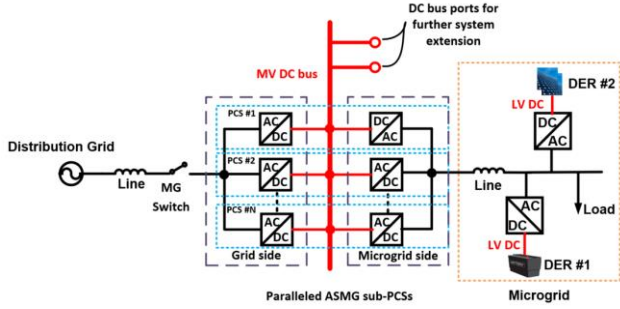 DC bus ports for
further system
extension
MV DC bus
DER #2
LV DC
PCS #1
AC
DC
DC
AC
DC
AC
Distribution Grid
Line
MG
Switch
PCS #2
AC
DC
DC
AC
Line
Load
PCS #N
AC
DC
DC
AC
AC
DC
LV DC
DER #1
Grid side
Microgrid side
Microgrid
Paralleled ASMG sub-PCSs